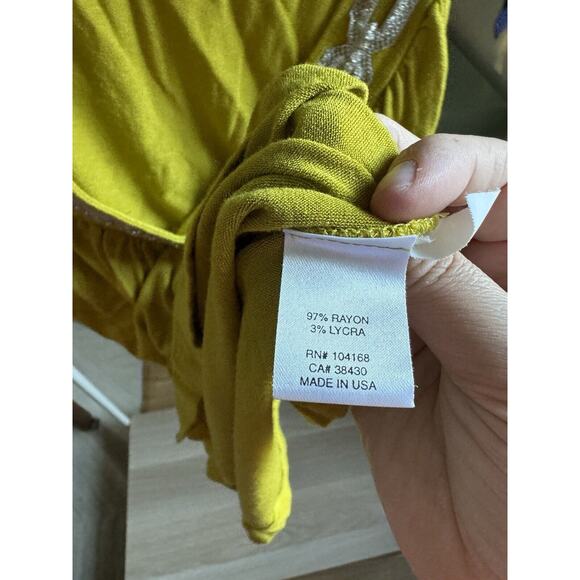 97% RAYON
3% LYCRA
RN# 104168
CA# 38430
MADE IN USA